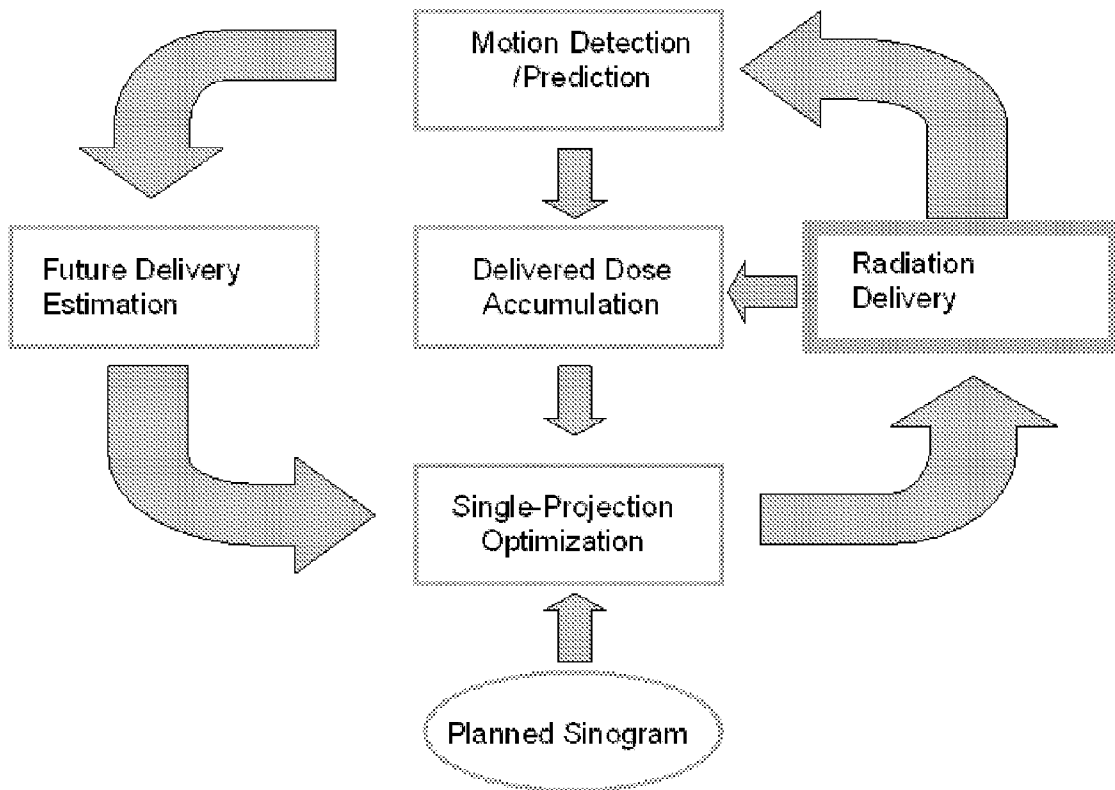 Motion Detection
/Prediction
Future Delivery
Estimation
Delivered Dose
Accumulation
Radiation
Delivery
Single-Projection
Optimization
Planned Sinogram